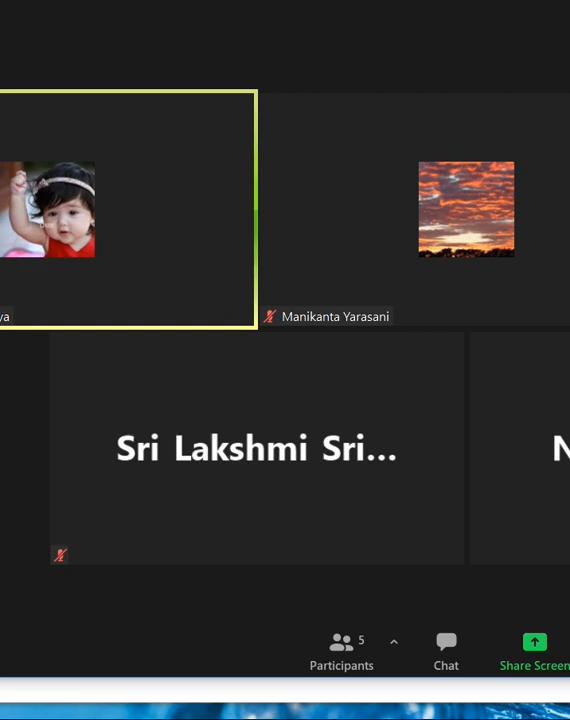 ya
Manikanta Yarasani
Sri Lakshmi Sri...
N
5
Participants
Chat
Share Screen